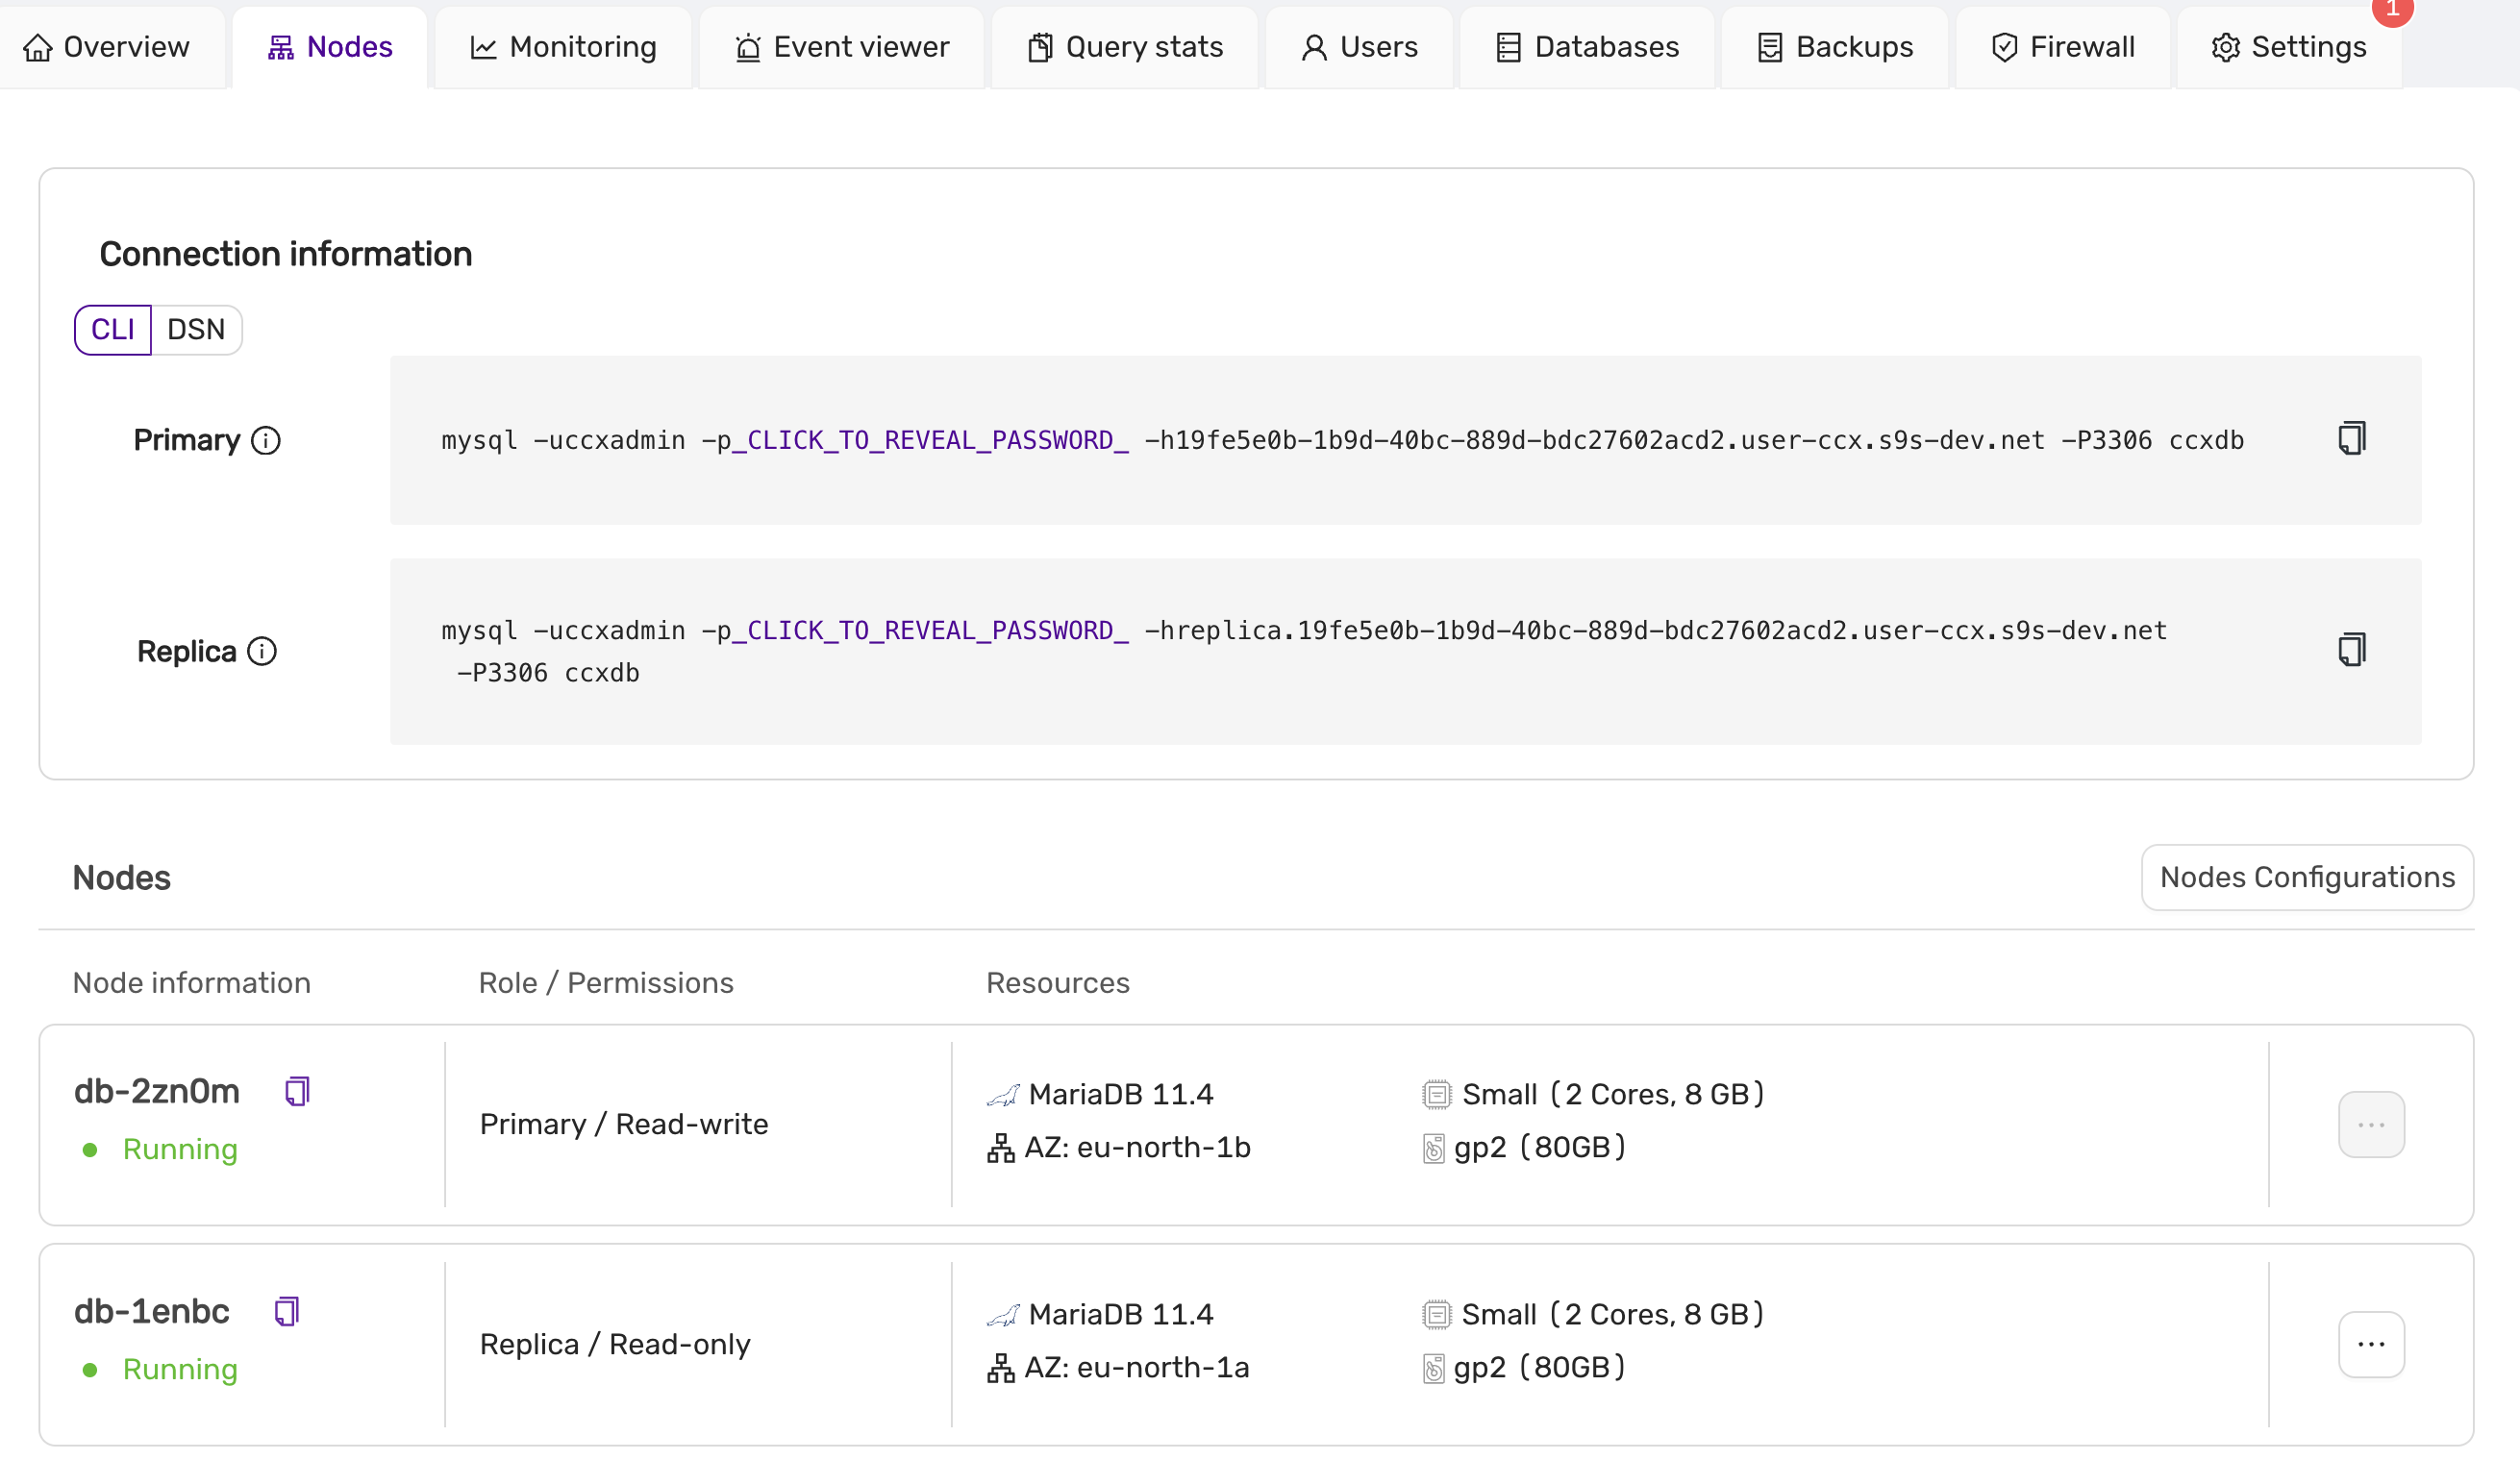 1
Overview Nodes Monitoring Event viewer Query stats Users Databases Backups Firewall Settings
Connection information
CLI DSN
Primary mysql -uccxadmin -p_CLICK_TO_REVEAL_PASSWORD_ -h19fe5e0b-1b9d-40bc-889d-bdc27602acd2.user-ccx.s9s-dev.net -P3306 ccxdb
Replica mysql -uccxadmin -p_CLICK_TO_REVEAL_PASSWORD_ -hreplica.19fe5e0b-1b9d-40bc-889d-bdc27602acd2.user-ccx.s9s-dev.net
-P3306 ccxdb
Nodes Nodes Configurations
Node information Role / Permissions Resources
db-2zn0m
Running
Primary / Read-write
MariaDB 11.4 Small (2 Cores, 8 GB)
AZ: eu-north-1b gp2 (80GB)
...
db-1enbc
Running
Replica / Read-only
MariaDB 11.4 Small (2 Cores, 8 GB)
AZ: eu-north-1a gp2 (80GB)
...